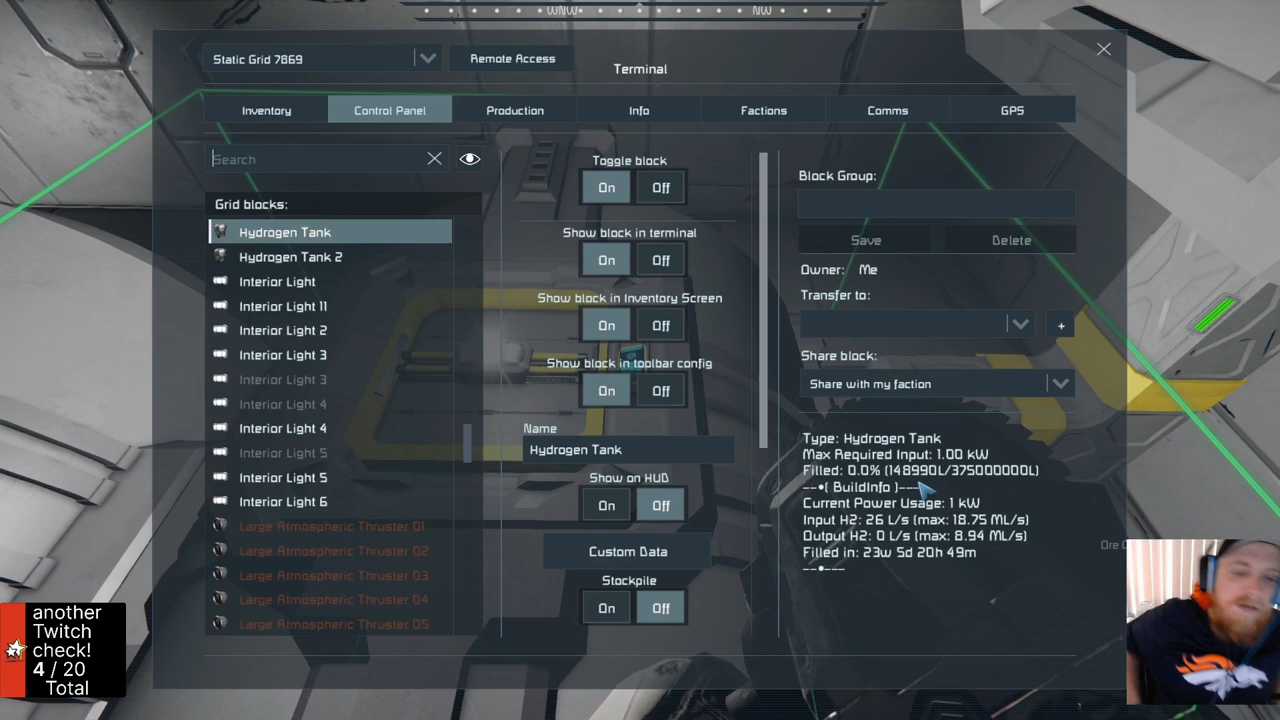 WNW
NW
Static Grid 7869
Remote Access
Terminal
Inventory
Control Panel
Production
Info
Factions
Comms
GPS
Search
Grid blocks:
Hydrogen Tank
Hydrogen Tank 2
Interior Light
Interior Light 11
Interior Light 2
Interior Light 3
Interior Light 3
Interior Light 4
Interior Light 4
Interior Light 5
Interior Light 5
Interior Light 6
Large Atmospheric Thruster 01
Large Atmospheric Thruster 02
Large Atmospheric Thruster 03
Large Atmospheric Thruster 04
Large Atmospheric Thruster 05
Toggle block
On Off
Show block in terminal
On Off
Show block in Inventory Screen
On Off
Show block in toolbar config
On Off
Name
Hydrogen Tank
Show on HUD
On Off
Custom Data
Stockpile
On Off
Block Group:
Save
Delete
Owner: Me
Transfer to:
+
Share block:
Share with my faction
Type: Hydrogen Tank
Max Required Input: 1.00 kW
Filled: 0.0% (148990L/375000000L)
--•( BuildInfo )---
Current Power Usage: 1 kW
Input H2: 26 L/s (max: 18.75 ML/s)
Output H2: 0 L/s (max: 8.94 ML/s)
Filled in: 23w 5d 20h 49m
--•---
another
Twitch
check!
4 / 20
Total